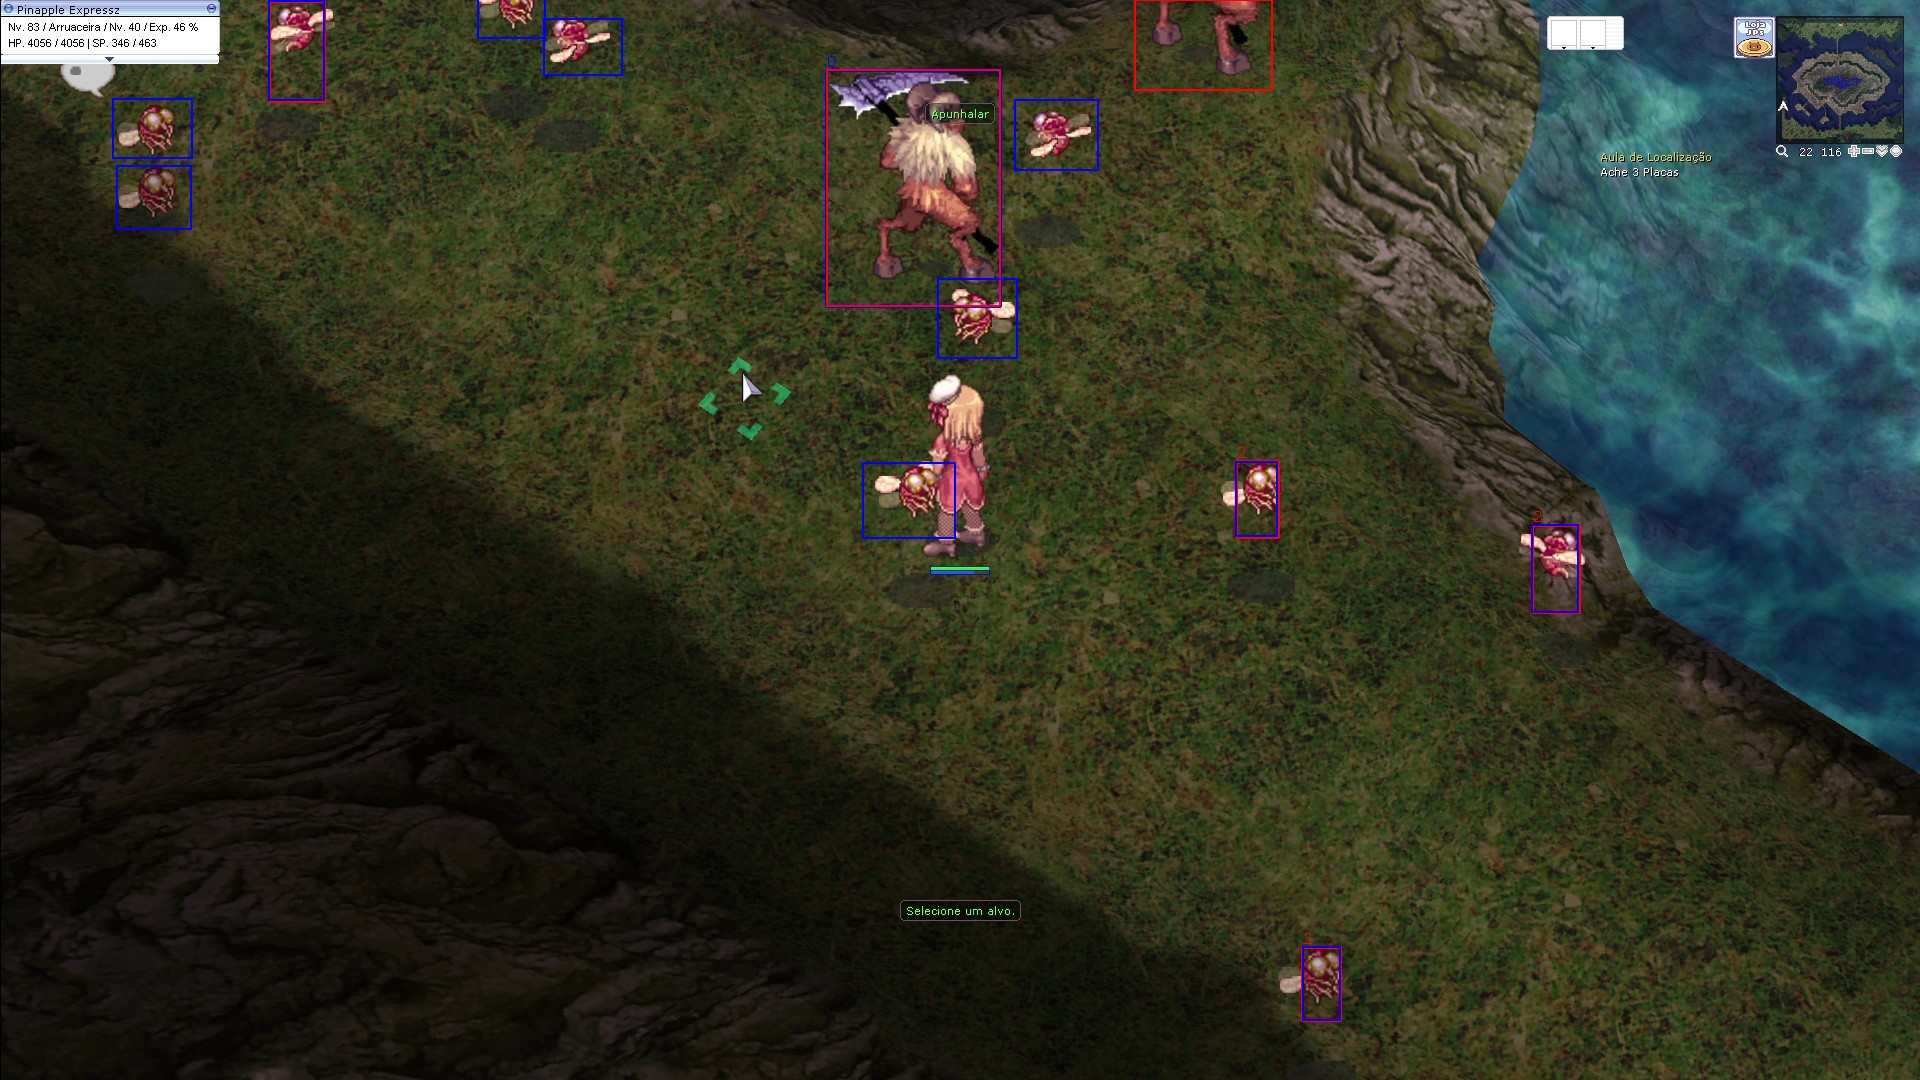 Pinapple Expressz
Nv. 83 / Arruaceira / Nv. 40 / Exp. 46 %
HP. 4056 / 4056 | SP. 346 / 463
Apunhalar
Loja
22 116
Aula de Localização
Ache 3 Placas
Selecione um alvo.